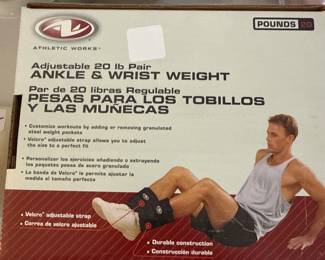 ATHLETIC WORKS®
POUNDS 20
Adjustable 20 lb Pair
ANKLE & WRIST WEIGHT
Par de 20 libras Regulable
PESAS PARA LOS TOBILLOS
Y LAS MUÑECAS
• Customize workouts by adding or removing granulated
steel weight pockets
• Velcro® adjustable strap allows you to adjust
the size to a perfect fit
• Personalizar los ejercicios añadiendo o extrayendo
los paquetes pesas de acero granulado
• La banda de Velcro® le permite ajustar la
medida al tamaño perfecto
• Velcro® adjustable strap
• Correa de velcro ajustable
• Durable construction
• Construcción durable